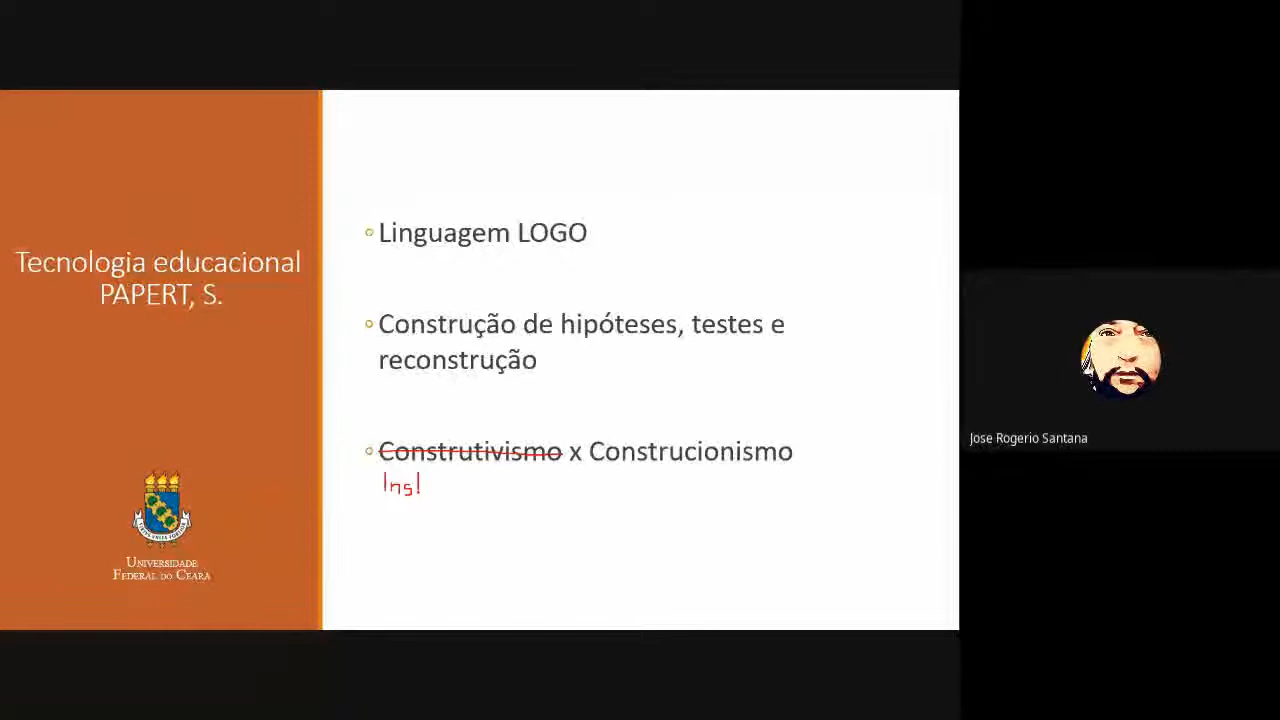 Tecnologia educacional
PAPERT, S.
Linguagem LOGO
Construção de hipóteses, testes e
reconstrução
Construtivismo x Construcionismo
Ins
UNIVERSIDADE
FEDERAL DO CEARÁ
Jose Rogerio Santana